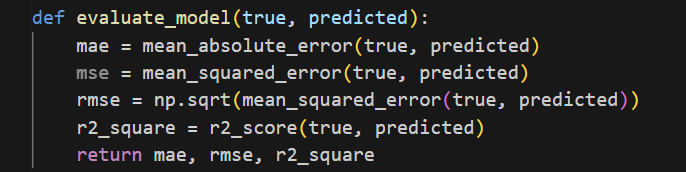 def evaluate_model(true, predicted):
    mae = mean_absolute_error(true, predicted)
    mse = mean_squared_error(true, predicted)
    rmse = np.sqrt(mean_squared_error(true, predicted))
    r2_square = r2_score(true, predicted)
    return mae, rmse, r2_square